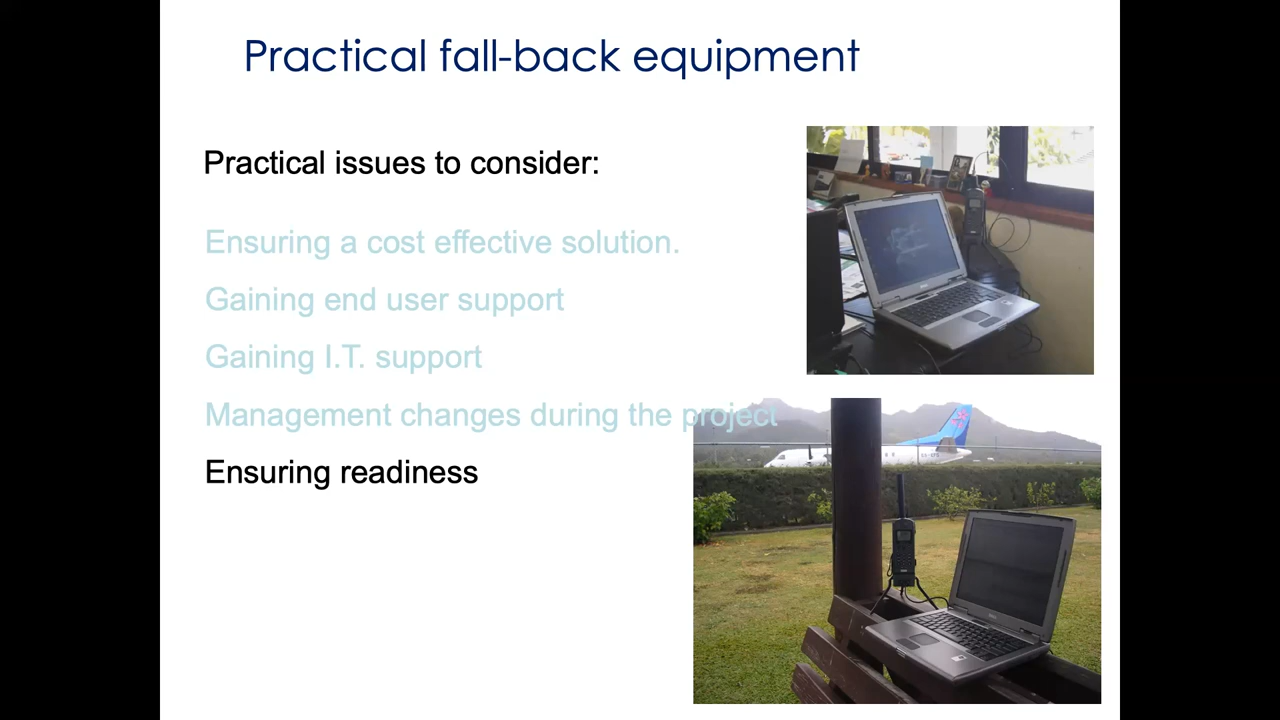 Practical fall-back equipment
Practical issues to consider:
Ensuring a cost effective solution.
Gaining end user support
Gaining I.T. support
Management changes during the project
Ensuring readiness